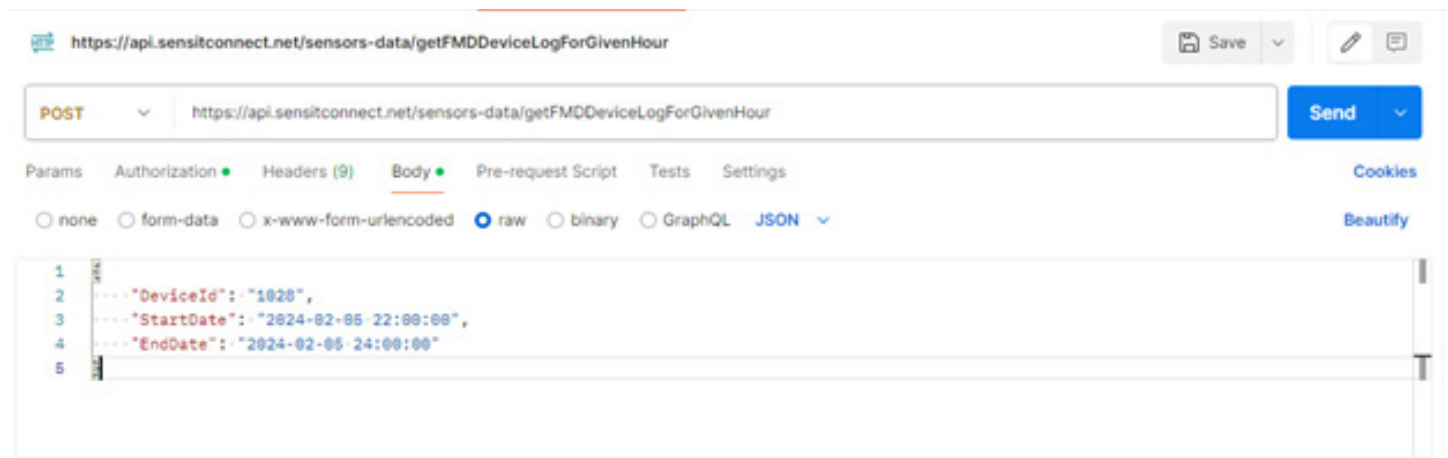 https://api.sensitconnect.net/sensors-data/getFMDDeviceLogForGivenHour Save
POST https://api.sensitconnect.net/sensors-data/getFMDDeviceLogForGivenHour Send
Params Authorization Headers (9) Body Pre-request Script Tests Settings Cookies
none form-data x-www-form-urlencoded raw binary GraphQL JSON Beautify
1 {
2 "DeviceId": "1028",
3 "StartDate": "2024-02-05 22:00:00",
4 "EndDate": "2024-02-05 24:00:00"
5 }